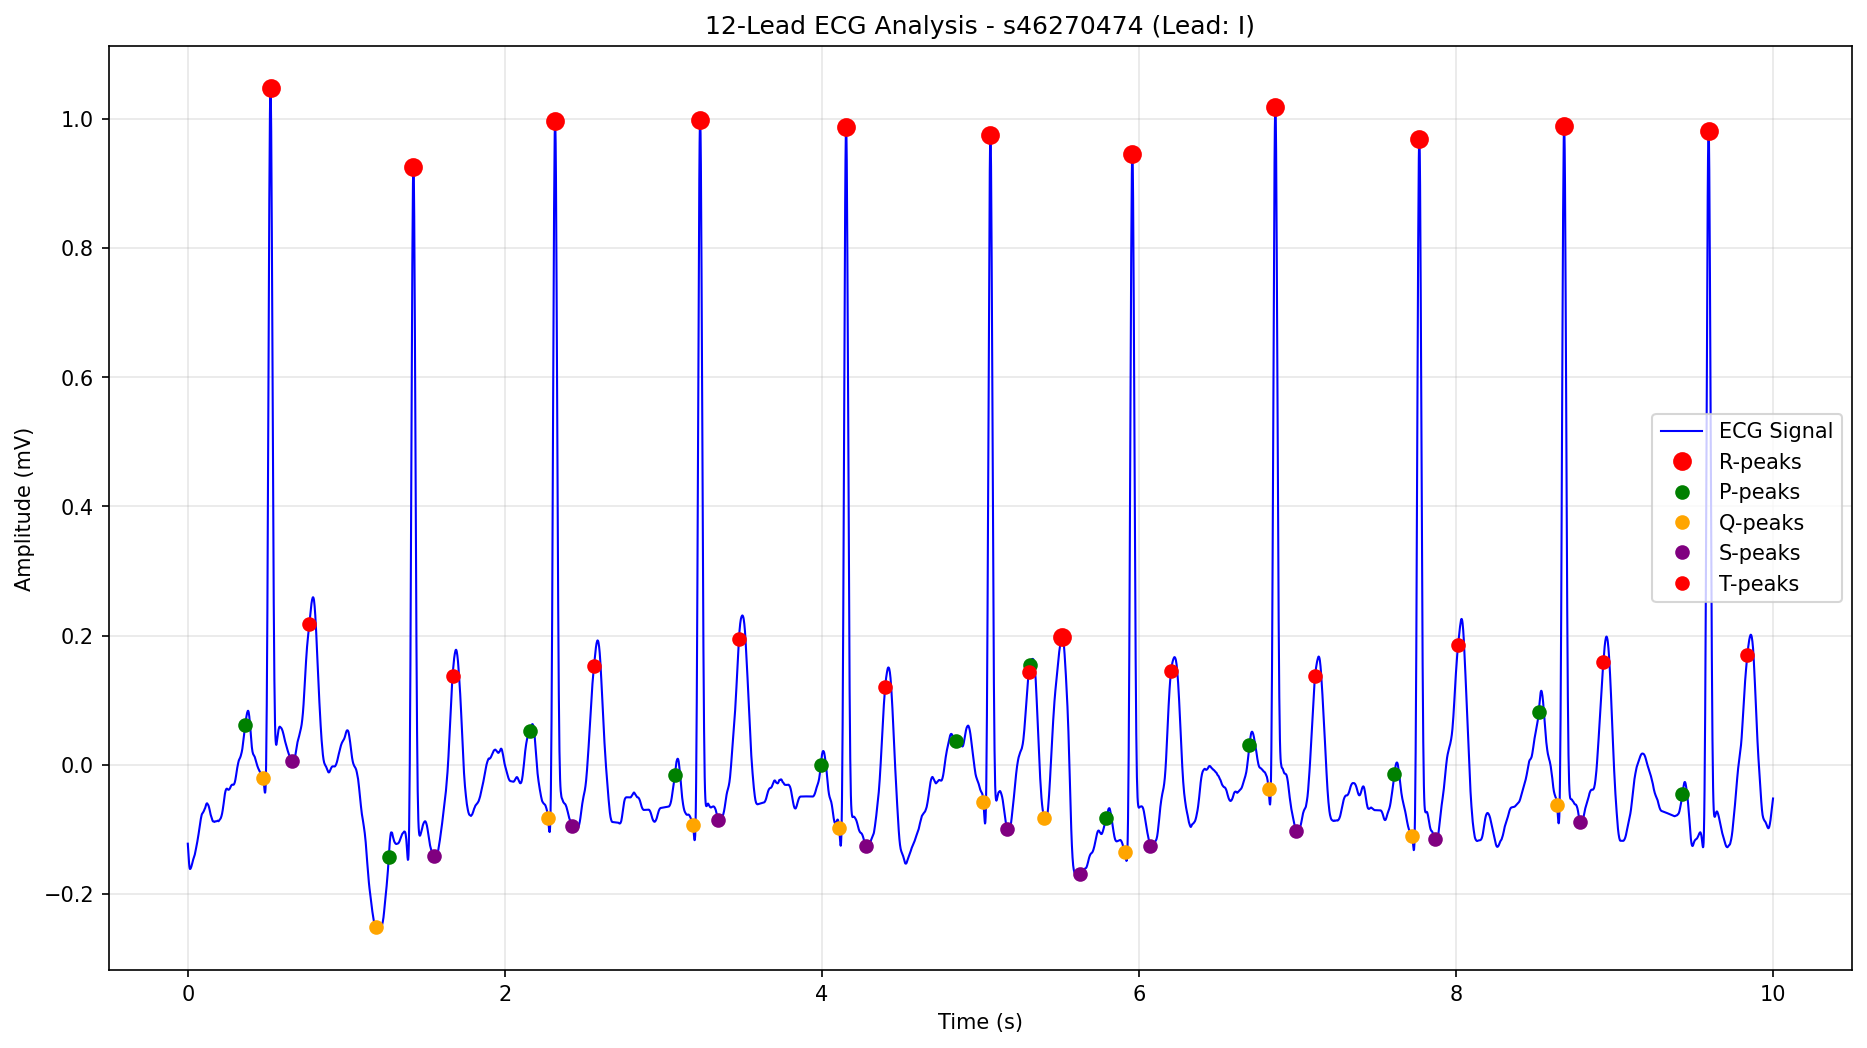 12-Lead ECG Analysis - s46270474 (Lead: I)
Amplitude (mV)
1.0
0.8
0.6
0.4
0.2
0.0
−0.2
ECG Signal
R-peaks
P-peaks
Q-peaks
S-peaks
T-peaks
0 2 4 6 8 10
Time (s)